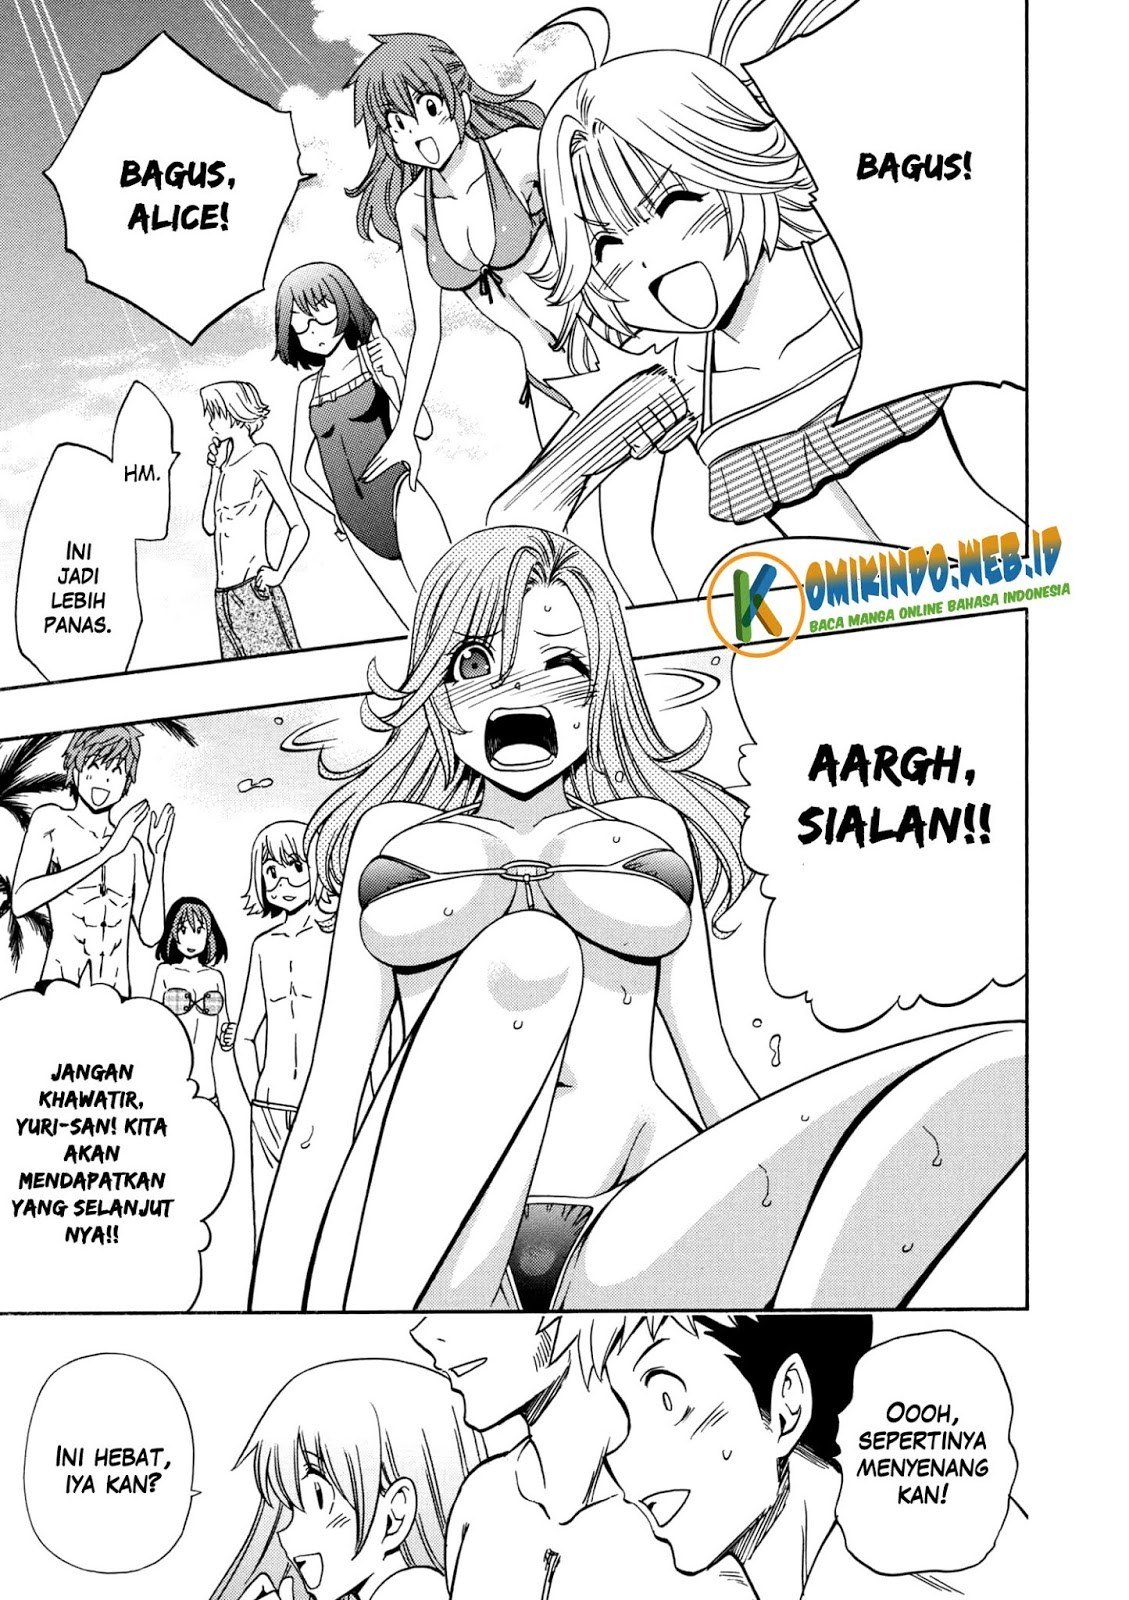 BAGUS!
BAGUS,
ALICE!
HM.
INI
JADI
LEBIH
PANAS.
KOMIKINDO.WEB.ID
BACA MANGA ONLINE BAHASA INDONESIA
AARGH,
SIALAN!!
JANGAN
KHAWATIR,
YURI-SAN! KITA
AKAN
MENDAPATKAN
YANG SELANJUT
NYA!!
OOOH,
SEPERTINYA
MENYENANG
KAN!
INI HEBAT,
IYA KAN?